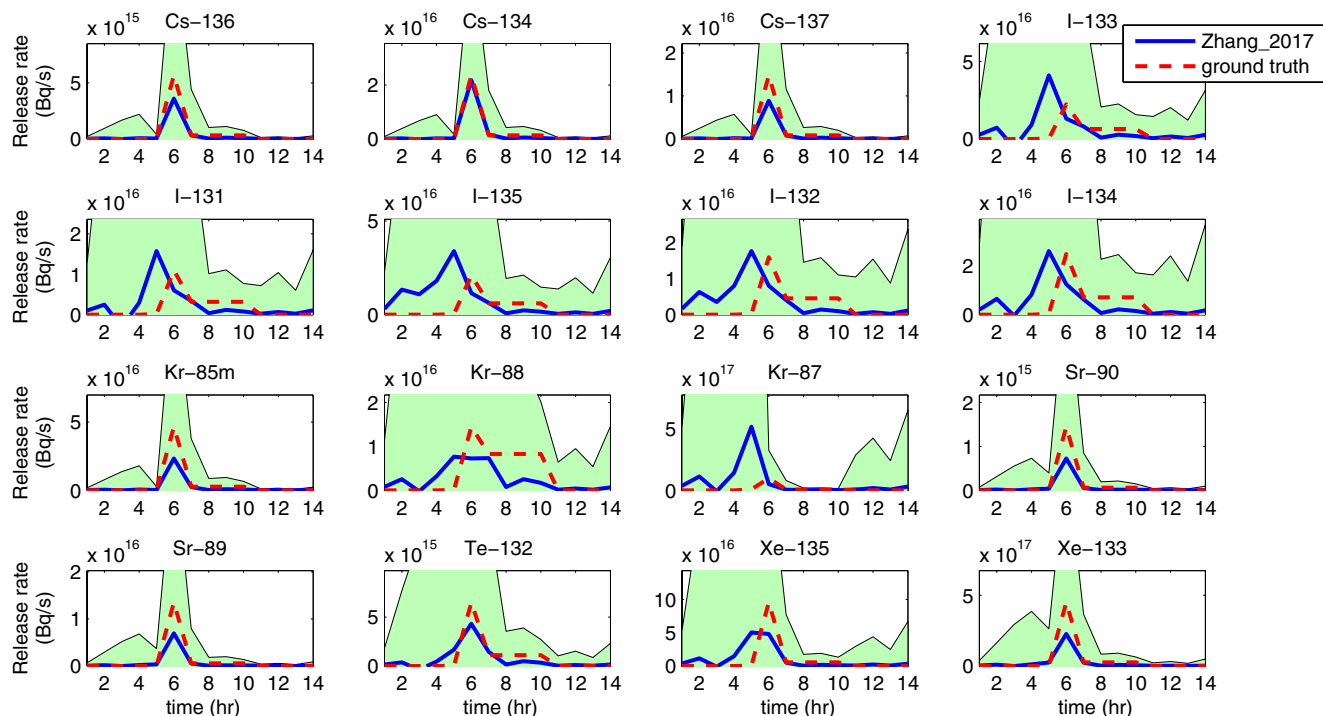 Cs−136 Cs−134 Cs−137 I−133
x 10^15 x 10^16 x 10^16 x 10^16
Zhang_2017
ground truth
Release rate
(Bq/s)
5 0 2 0 2 1 0 5 0
2 4 6 8 10 12 14 2 4 6 8 10 12 14 2 4 6 8 10 12 14 2 4 6 8 10 12 14
I−131 I−135 I−132 I−134
x 10^16 x 10^16 x 10^16 x 10^16
Release rate
(Bq/s)
2 1 0 5 0 2 1 0 2 0
2 4 6 8 10 12 14 2 4 6 8 10 12 14 2 4 6 8 10 12 14 2 4 6 8 10 12 14
Kr−85m Kr−88 Kr−87 Sr−90
x 10^16 x 10^16 x 10^17 x 10^15
Release rate
(Bq/s)
5 0 2 1 0 5 0 2 1 0
2 4 6 8 10 12 14 2 4 6 8 10 12 14 2 4 6 8 10 12 14 2 4 6 8 10 12 14
Sr−89 Te−132 Xe−135 Xe−133
x 10^16 x 10^15 x 10^16 x 10^17
Release rate
(Bq/s)
2 1 0 5 0 10 5 0 5 0
2 4 6 8 10 12 14 2 4 6 8 10 12 14 2 4 6 8 10 12 14 2 4 6 8 10 12 14
time (hr) time (hr) time (hr) time (hr)